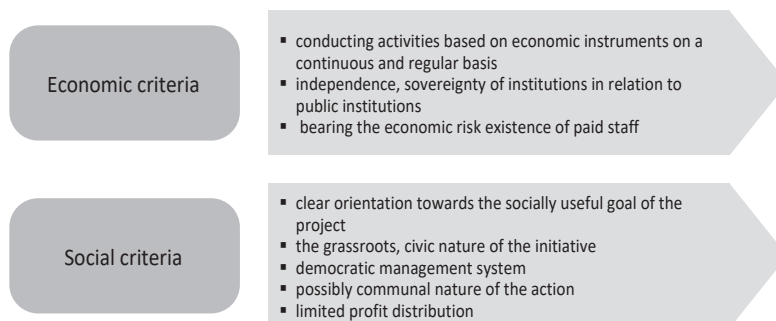 Economic criteria
▪ conducting activities based on economic instruments on a
continuous and regular basis
▪ independence, sovereignty of institutions in relation to
public institutions
▪ bearing the economic risk existence of paid staff
Social criteria
▪ clear orientation towards the socially useful goal of the
project
▪ the grassroots, civic nature of the initiative
▪ democratic management system
▪ possibly communal nature of the action
▪ limited profit distribution